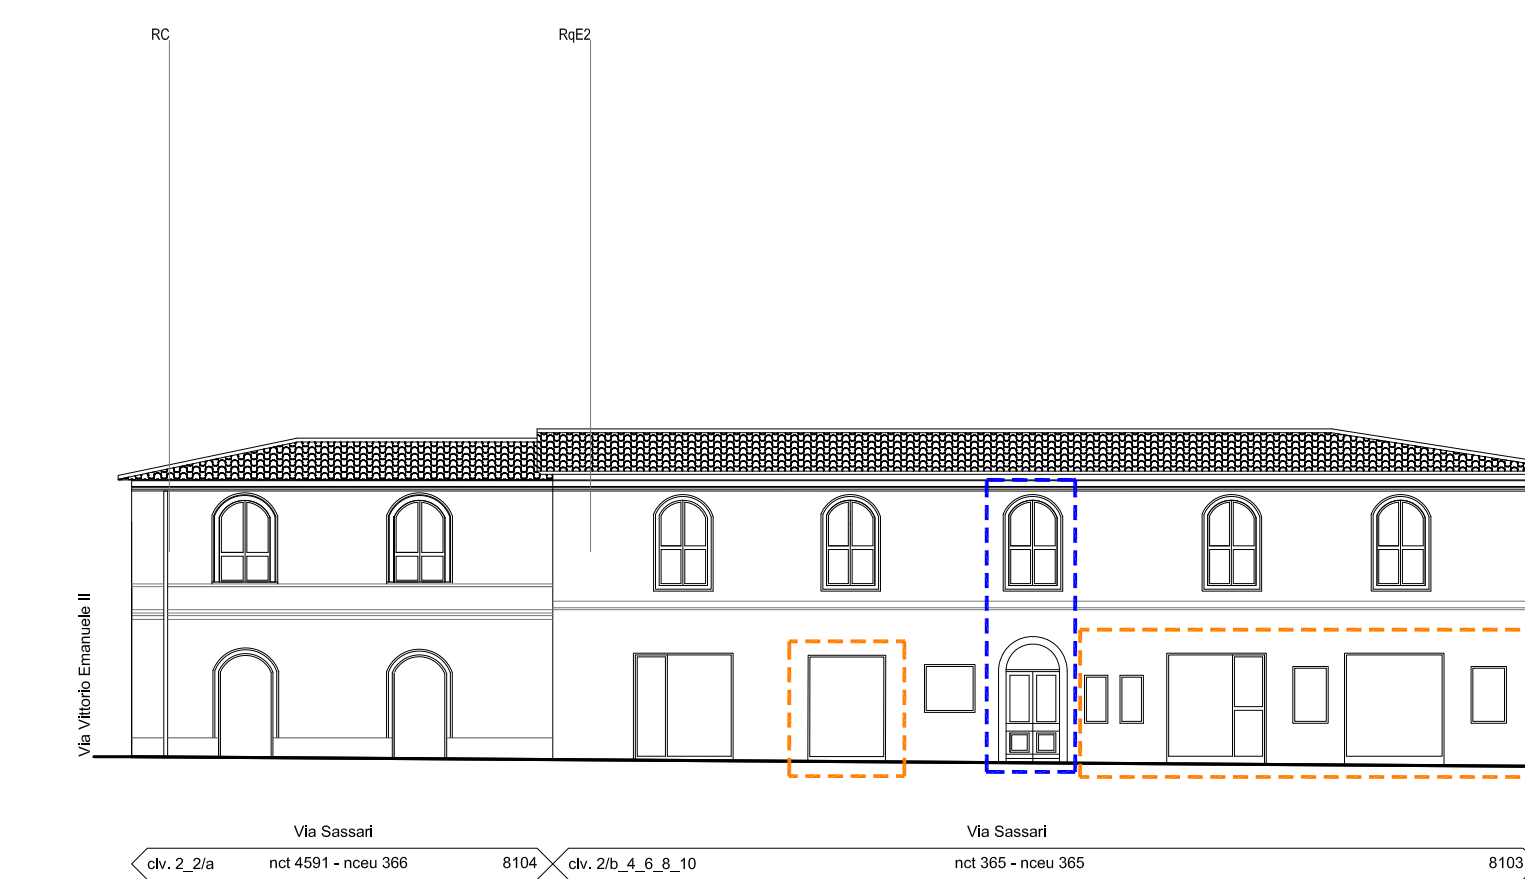 RC
RqE2
Via Vittorio Emanuele II
Via Sassari
Via Sassari
clv. 2_2/a nct 4591 - nceu 366 8104
clv. 2/b_4_6_8_10 nct 365 - nceu 365 8103